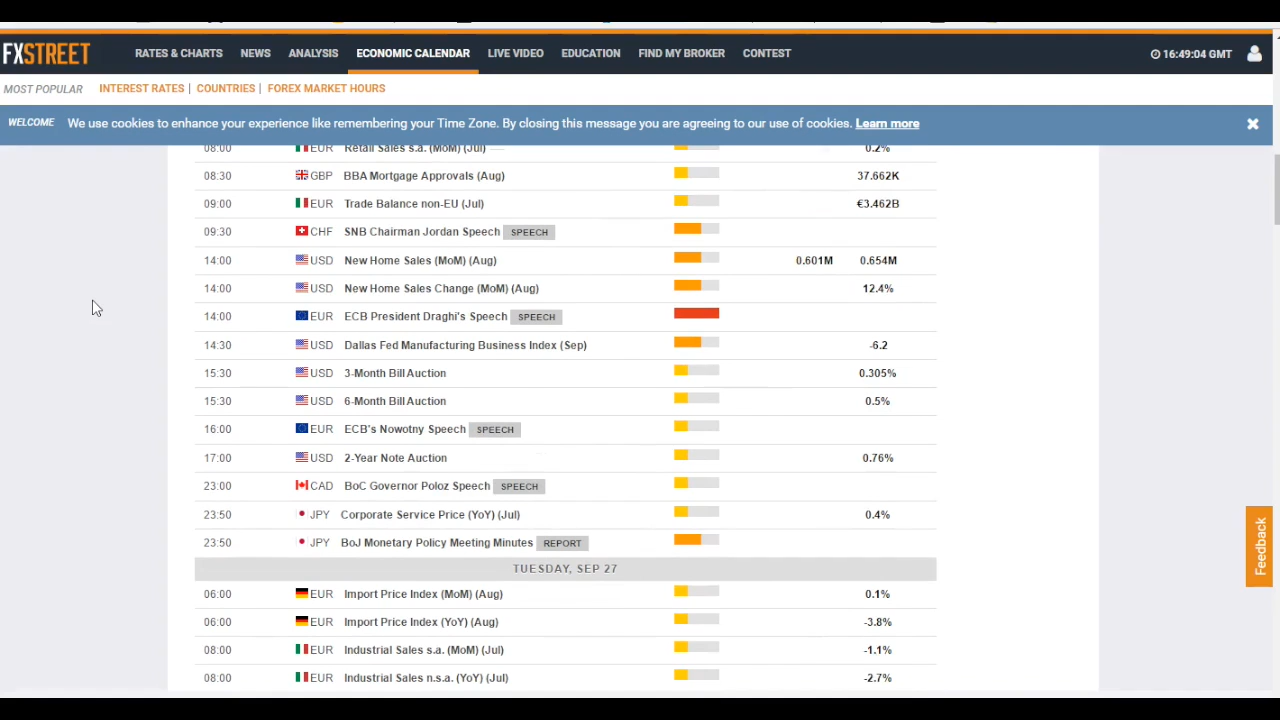 FXSTREET RATES & CHARTS NEWS ANALYSIS ECONOMIC CALENDAR LIVE VIDEO EDUCATION FIND MY BROKER CONTEST 16:49:04 GMT
MOST POPULAR INTEREST RATES | COUNTRIES | FOREX MARKET HOURS
WELCOME We use cookies to enhance your experience like remembering your Time Zone. By closing this message you are agreeing to our use of cookies. Learn more
08:00 EUR Retail Sales s.a. (MoM) (Jul) 0.2%
08:30 GBP BBA Mortgage Approvals (Aug) 37.662K
09:00 EUR Trade Balance non-EU (Jul) €3.462B
09:30 CHF SNB Chairman Jordan Speech SPEECH
14:00 USD New Home Sales (MoM) (Aug) 0.601M 0.654M
14:00 USD New Home Sales Change (MoM) (Aug) 12.4%
14:00 EUR ECB President Draghi's Speech SPEECH
14:30 USD Dallas Fed Manufacturing Business Index (Sep) -6.2
15:30 USD 3-Month Bill Auction 0.305%
15:30 USD 6-Month Bill Auction 0.5%
16:00 EUR ECB's Nowotny Speech SPEECH
17:00 USD 2-Year Note Auction 0.76%
23:00 CAD BoC Governor Poloz Speech SPEECH
23:50 JPY Corporate Service Price (YoY) (Jul) 0.4%
23:50 JPY BoJ Monetary Policy Meeting Minutes REPORT
TUESDAY, SEP 27
06:00 EUR Import Price Index (MoM) (Aug) 0.1%
06:00 EUR Import Price Index (YoY) (Aug) -3.8%
08:00 EUR Industrial Sales s.a. (MoM) (Jul) -1.1%
08:00 EUR Industrial Sales n.s.a. (YoY) (Jul) -2.7%
Feedback